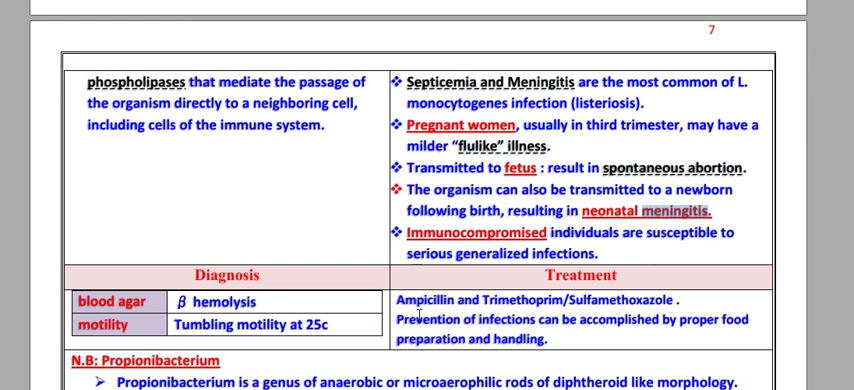 7
phospholipases that mediate the passage of
the organism directly to a neighboring cell,
including cells of the immune system.
❖ Septicemia and Meningitis are the most common of L.
monocytogenes infection (listeriosis).
❖ Pregnant women, usually in third trimester, may have a
milder “flulike” illness.
❖ Transmitted to fetus : result in spontaneous abortion.
❖ The organism can also be transmitted to a newborn
following birth, resulting in neonatal meningitis.
❖ Immunocompromised individuals are susceptible to
serious generalized infections.
Diagnosis
Treatment
blood agar β hemolysis
motility Tumbling motility at 25c
Ampicillin and Trimethoprim/Sulfamethoxazole .
Prevention of infections can be accomplished by proper food
preparation and handling.
N.B: Propionibacterium
➢ Propionibacterium is a genus of anaerobic or microaerophilic rods of diphtheroid like morphology.